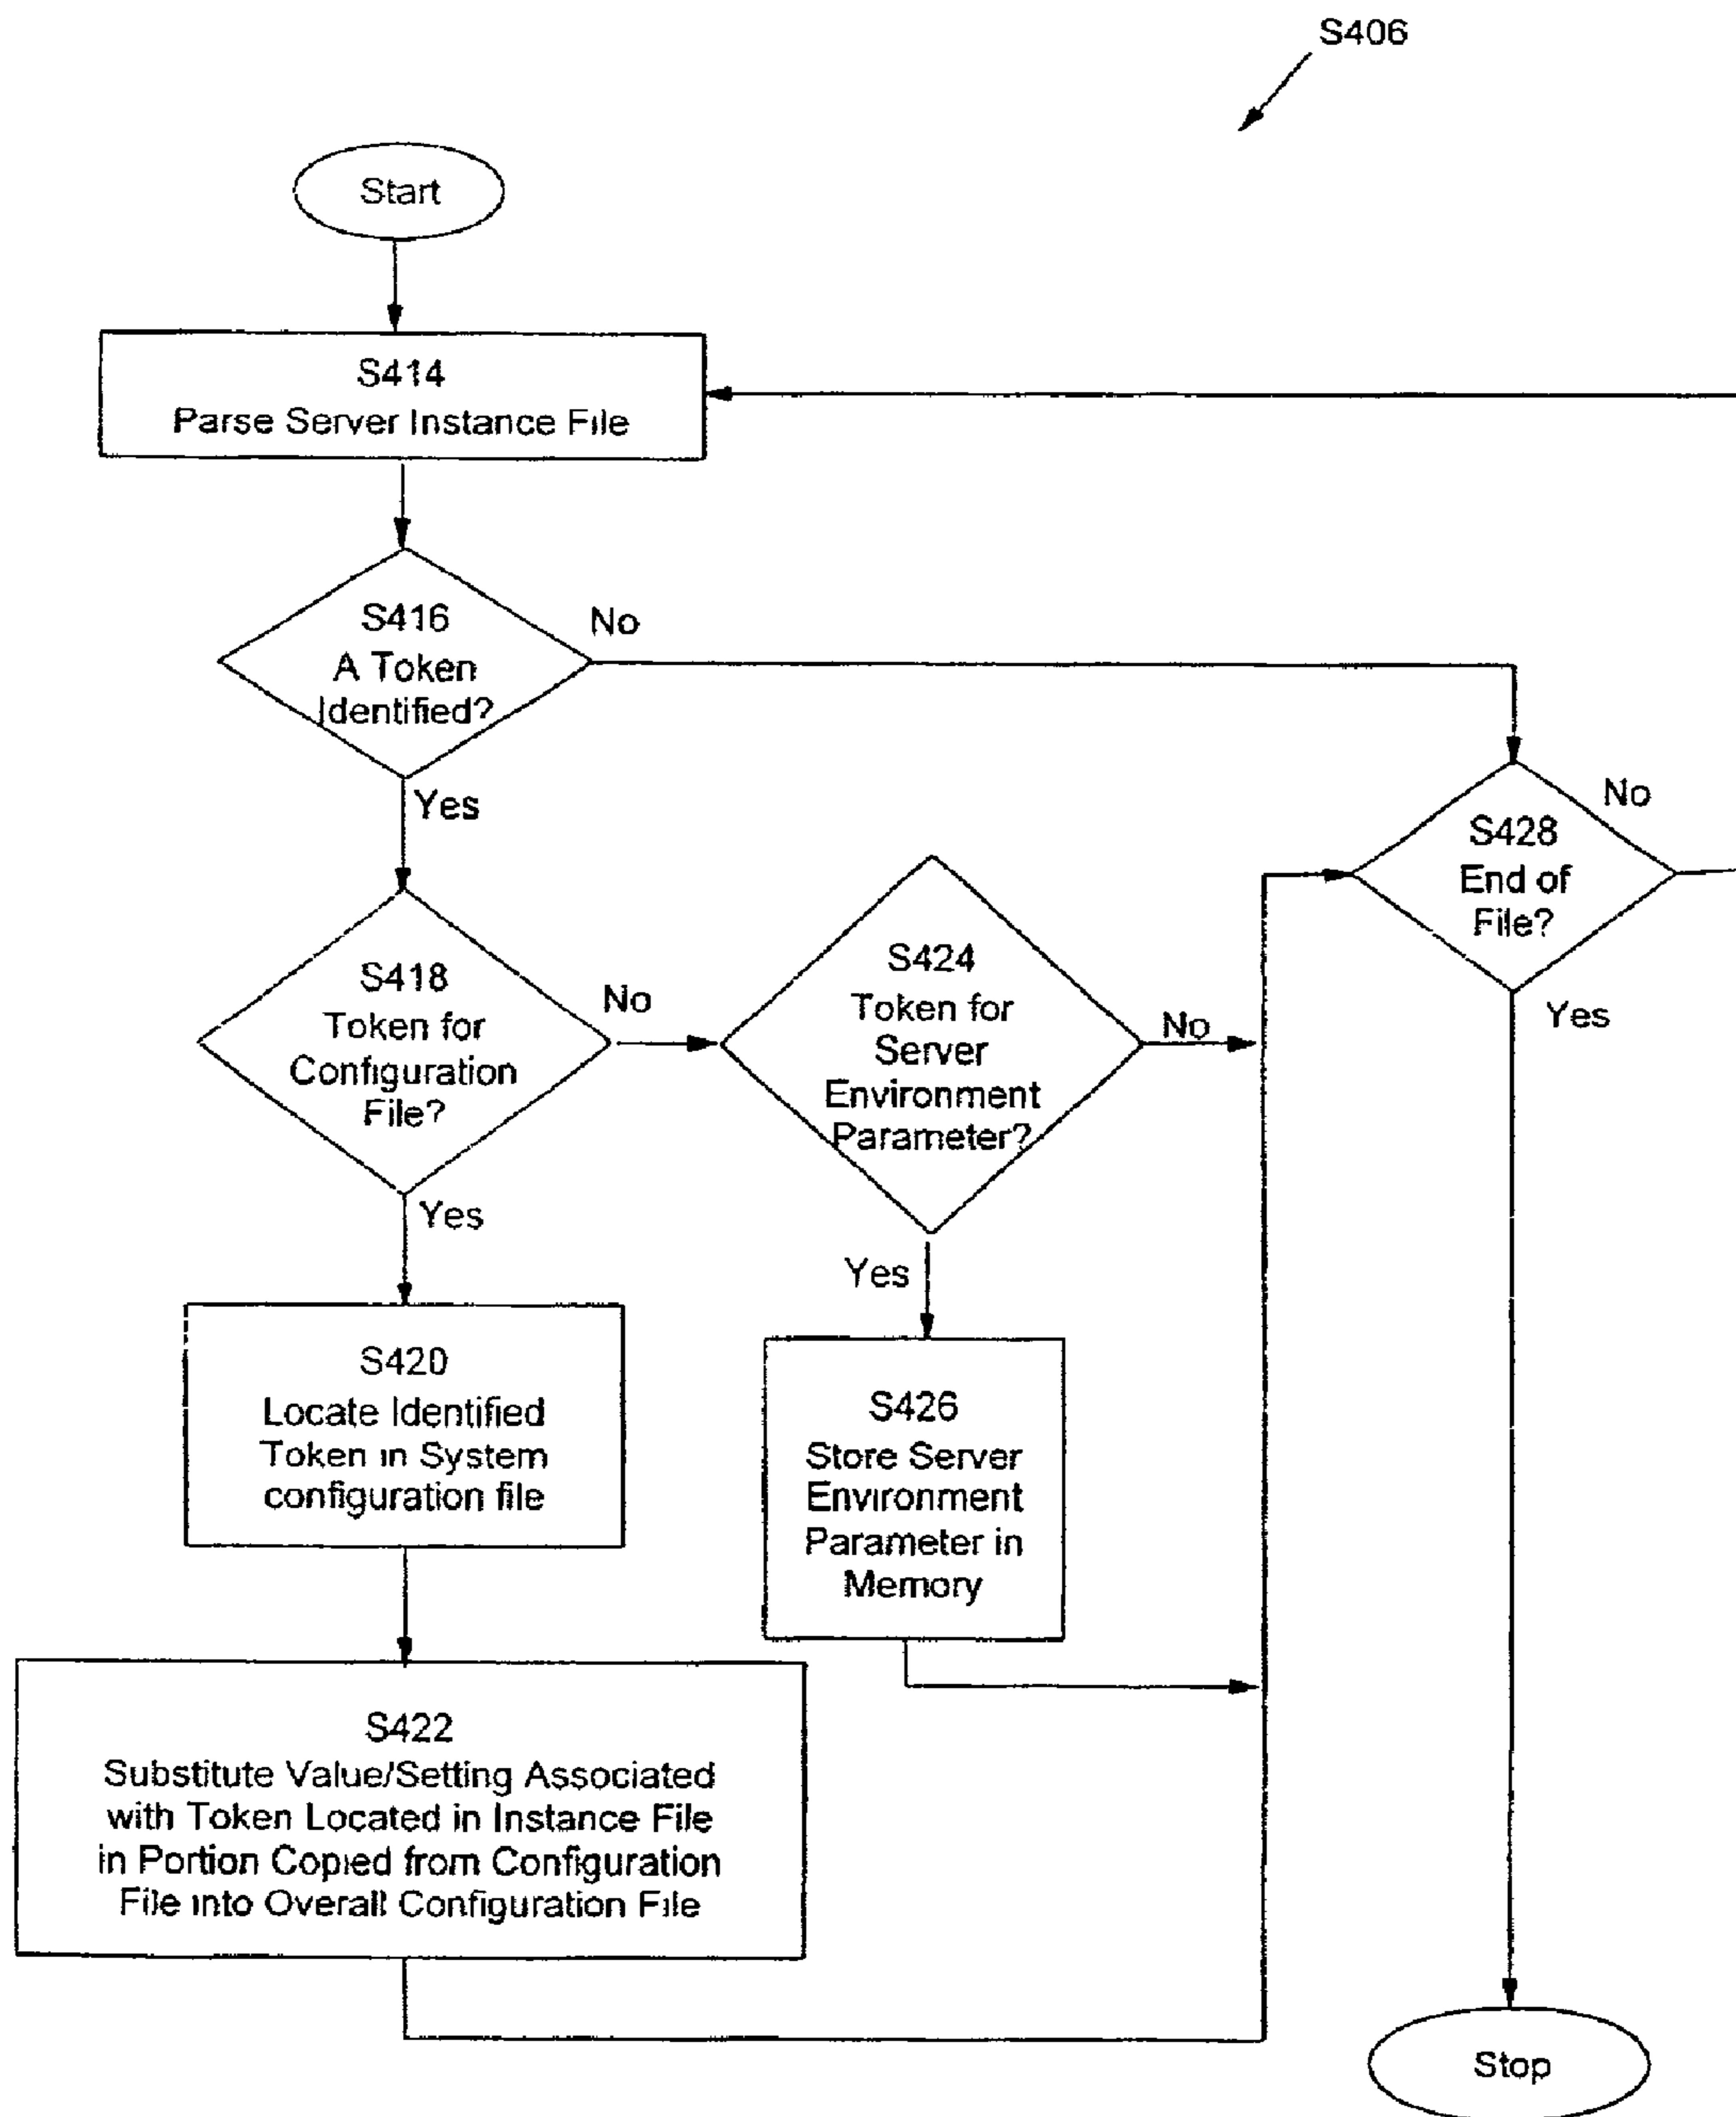 S406
Start
S414
Parse Server Instance File
S416
A Token
Identified?
No
Yes
S428
End of
File?
No
Yes
S418
Token for
Configuration
File?
No
Yes
S424
Token for
Server
Environment
Parameter?
No
Yes
S420
Locate Identified
Token in System
configuration file
S426
Store Server
Environment
Parameter in
Memory
S422
Substitute Value/Setting Associated
with Token Located in Instance File
in Portion Copied from Configuration
File into Overall Configuration File
Stop